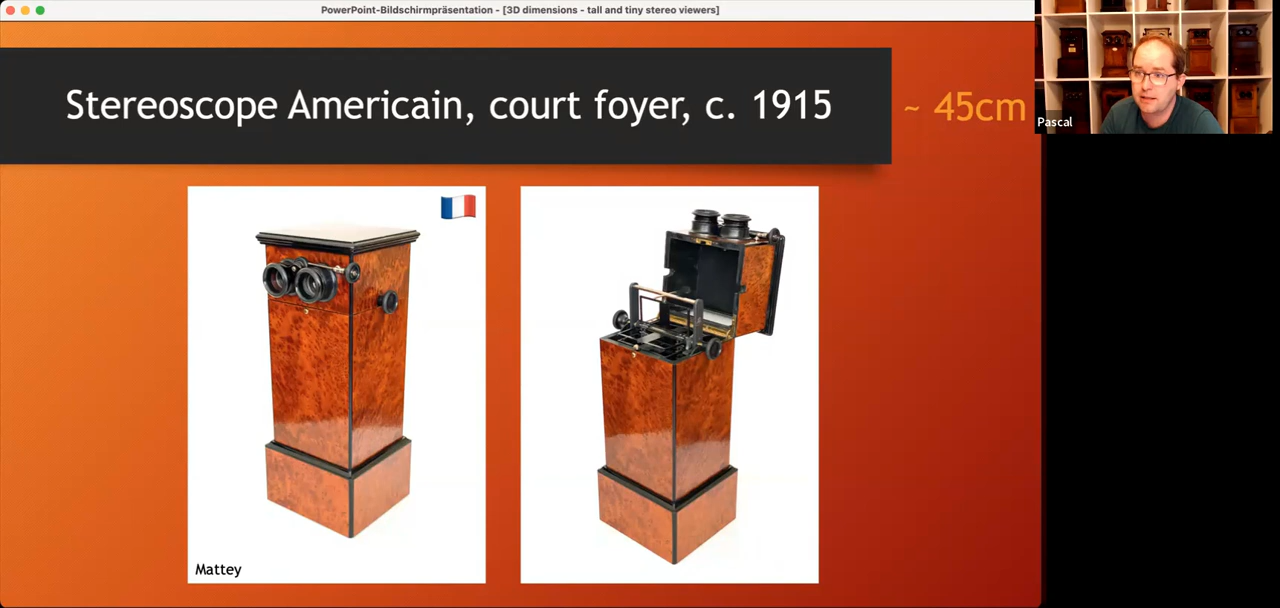 PowerPoint-Bildschirmpräsentation - [3D dimensions - tall and tiny stereo viewers]
Stereoscope Americain, court foyer, c. 1915
~ 45cm
Pascal
Mattey